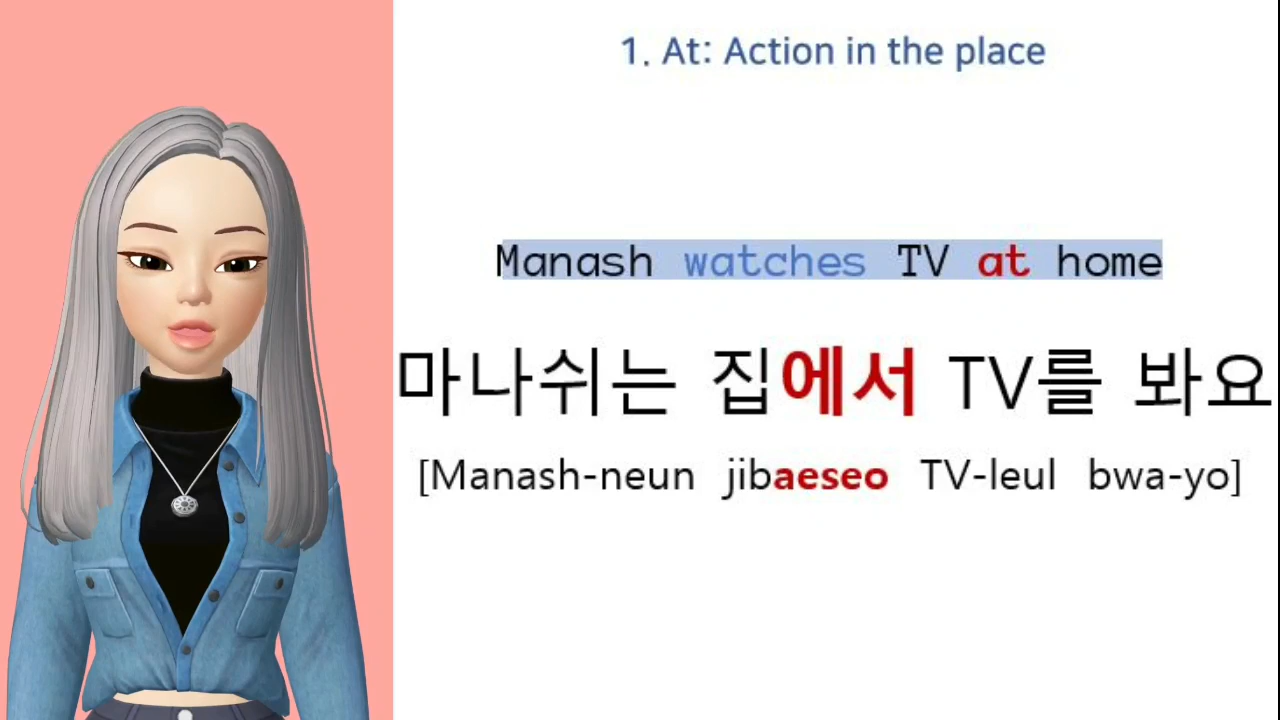 1. At: Action in the place
Manash watches TV at home
마나쉬는 집에서 TV를 봐요
[Manash-neun jibaeseo TV-leul bwa-yo]